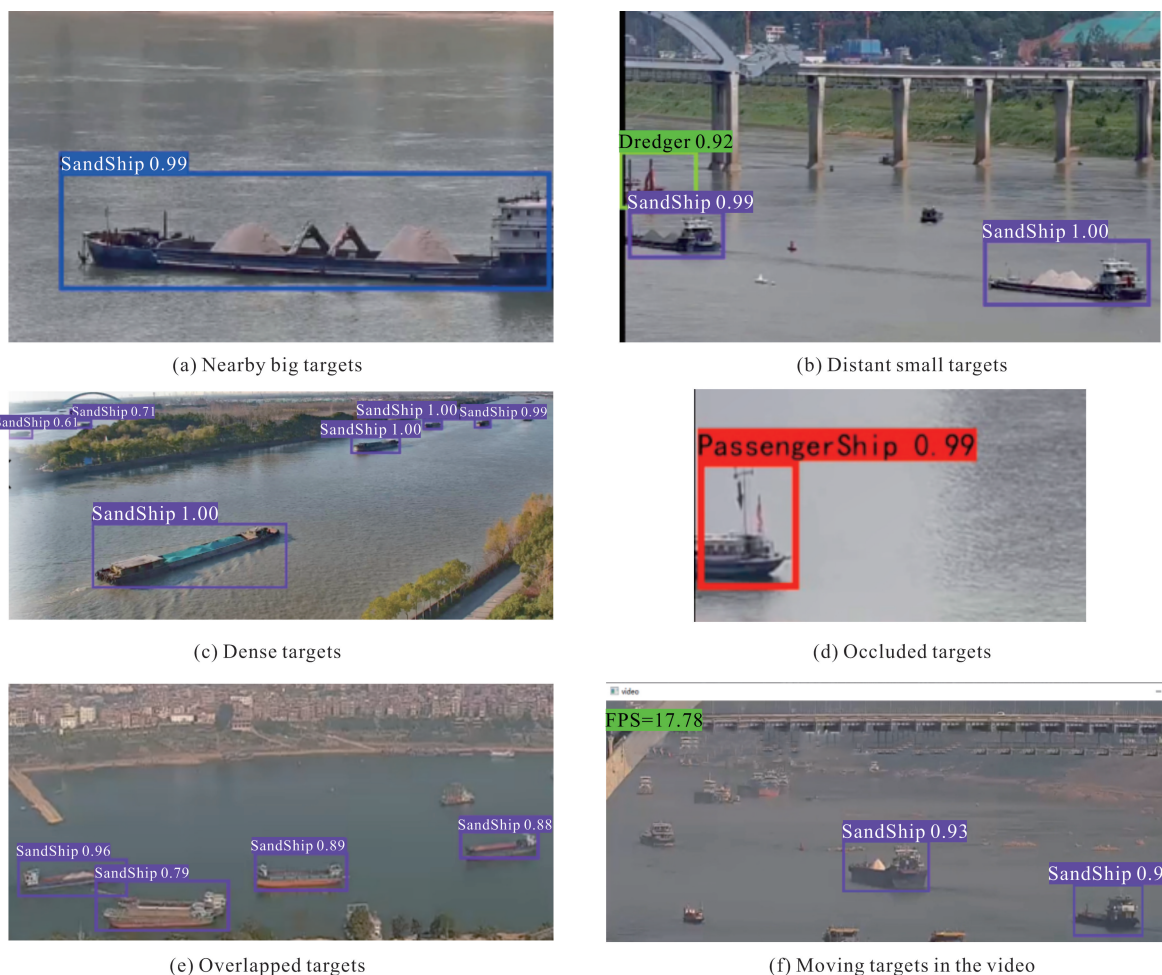 SandShip 0.99
(a) Nearby big targets
Dredger 0.92
SandShip 0.99
SandShip 1.00
(b) Distant small targets
SandShip 0.71
SandShip 0.61
SandShip 1.00
SandShip 0.99
SandShip 1.00
SandShip 1.00
(c) Dense targets
PassengerShip 0.99
(d) Occluded targets
SandShip 0.88
SandShip 0.89
SandShip 0.96
SandShip 0.79
(e) Overlapped targets
video
FPS=17.78
SandShip 0.93
SandShip 0.9
(f) Moving targets in the video